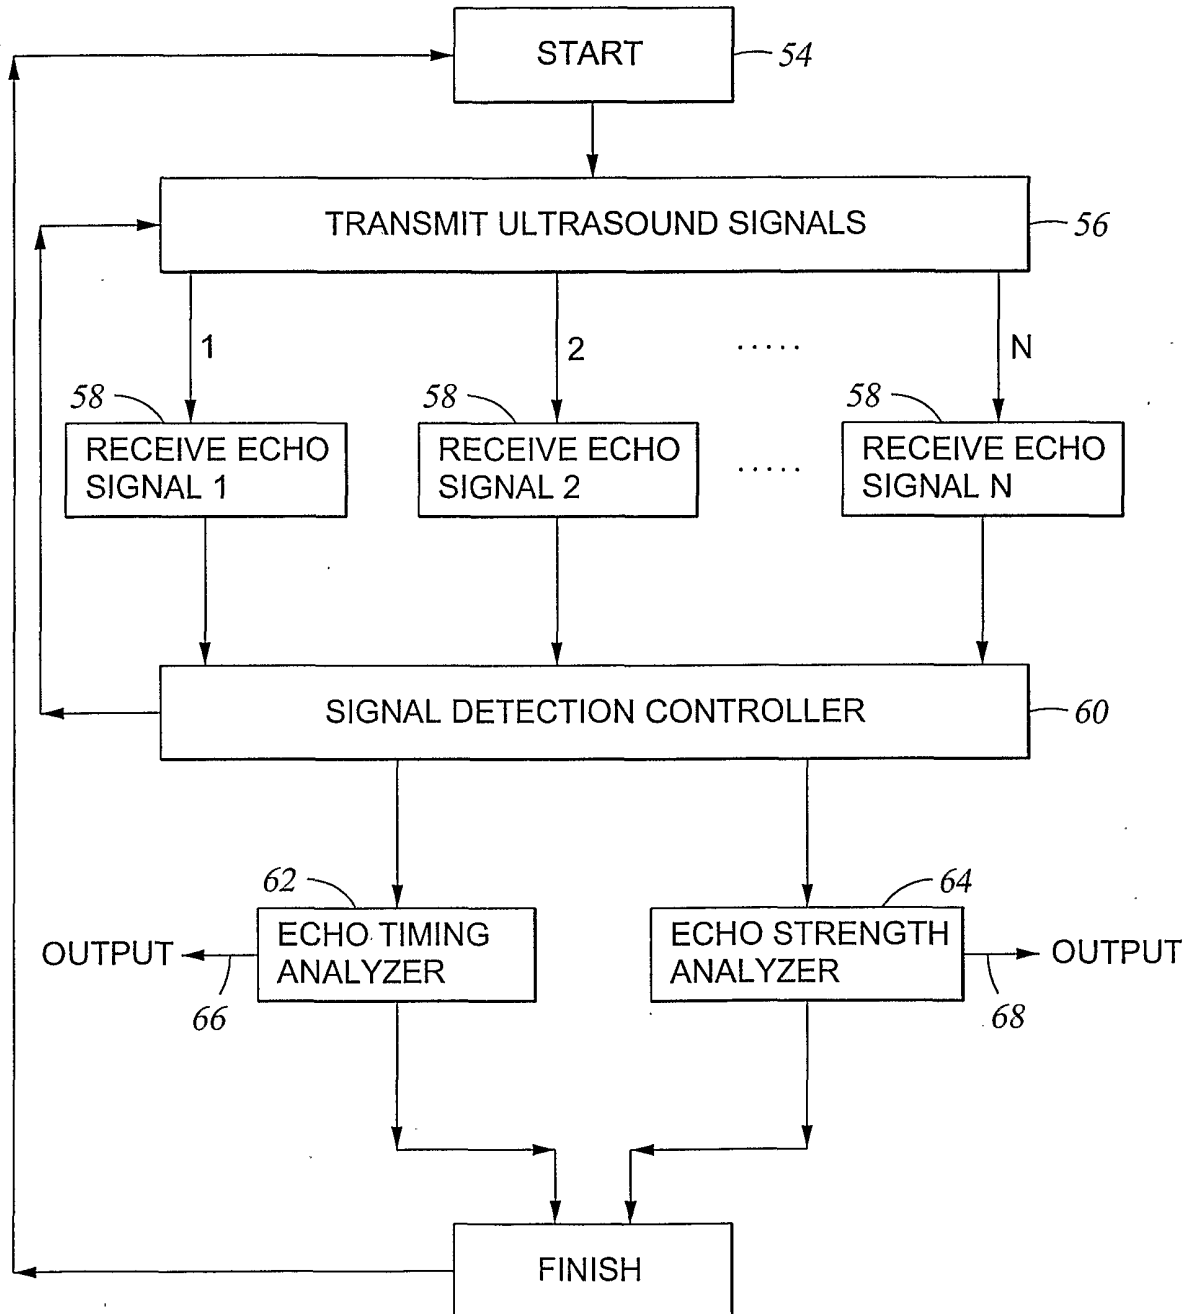 START
54
TRANSMIT ULTRASOUND SIGNALS
56
1
2
.....
N
58
58
58
RECEIVE ECHO
SIGNAL 1
RECEIVE ECHO
SIGNAL 2
.....
RECEIVE ECHO
SIGNAL N
SIGNAL DETECTION CONTROLLER
60
62
64
OUTPUT
ECHO TIMING
ANALYZER
ECHO STRENGTH
ANALYZER
OUTPUT
66
68
FINISH